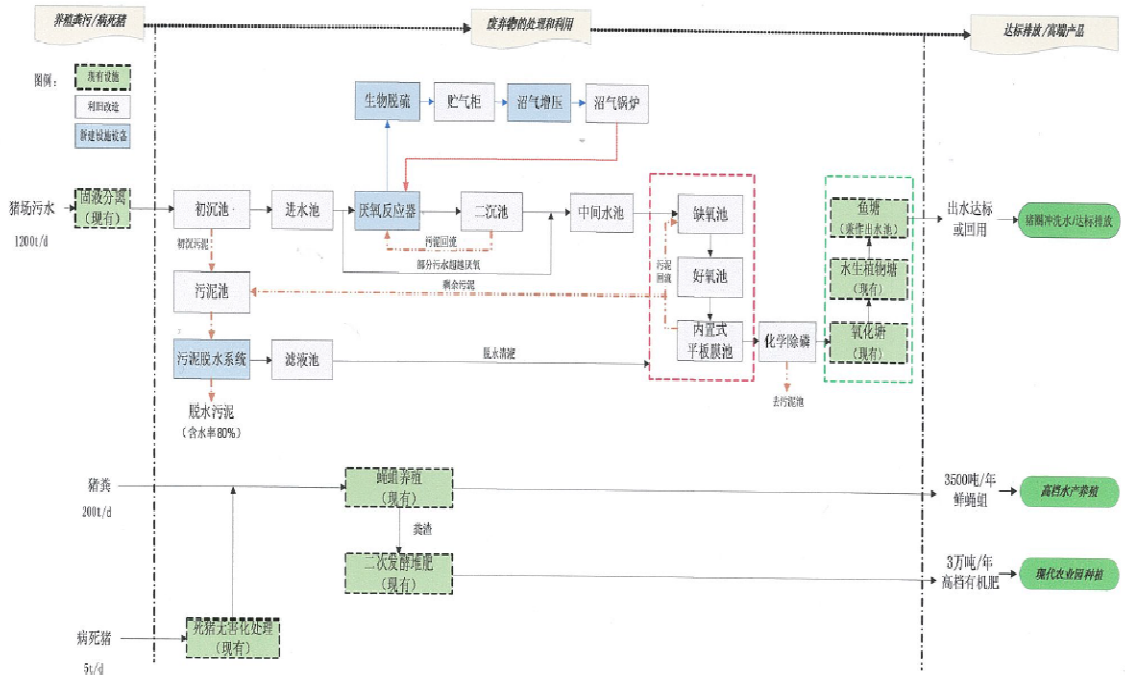 养殖粪污/病死猪
废弃物的处理和利用
达标排放/高端产品
图例：
现有设施
利旧改造
新建设施设备
生物脱硫
贮气柜
沼气增压
沼气锅炉
猪场污水
1200t/d
固液分离
(现有)
初沉池
进水池
厌氧反应器
二沉池
中间水池
缺氧池
鱼塘
(兼作出水池)
出水达标
或回用
猪圈冲洗水/达标排放
初沉污泥
污泥回流
部分污水超越厌氧
剩余污泥
污泥
回流
好氧池
水生植物塘
(现有)
污泥池
内置式
平板膜池
化学除磷
氧化塘
(现有)
污泥脱水系统
滤液池
脱水清液
去污泥池
脱水污泥
(含水率80%)
猪粪
200t/d
蝇蛆养殖
(现有)
3500吨/年
鲜蝇组
高档水产养殖
粪渣
二次发酵堆肥
(现有)
3万吨/年
高档有机肥
现代农业园种植
病死猪
5t/d
死猪无害化处理
(现有)